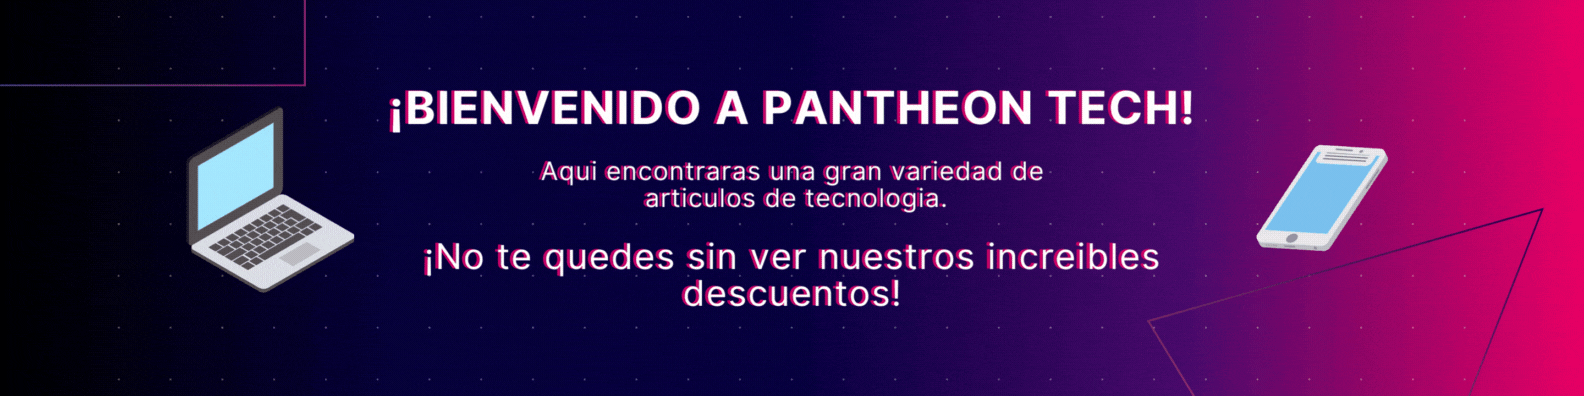 ¡BIENVENIDO A PANTHEON TECH!
Aqui encontraras una gran variedad de
articulos de tecnologia.
¡No te quedes sin ver nuestros increibles
descuentos!